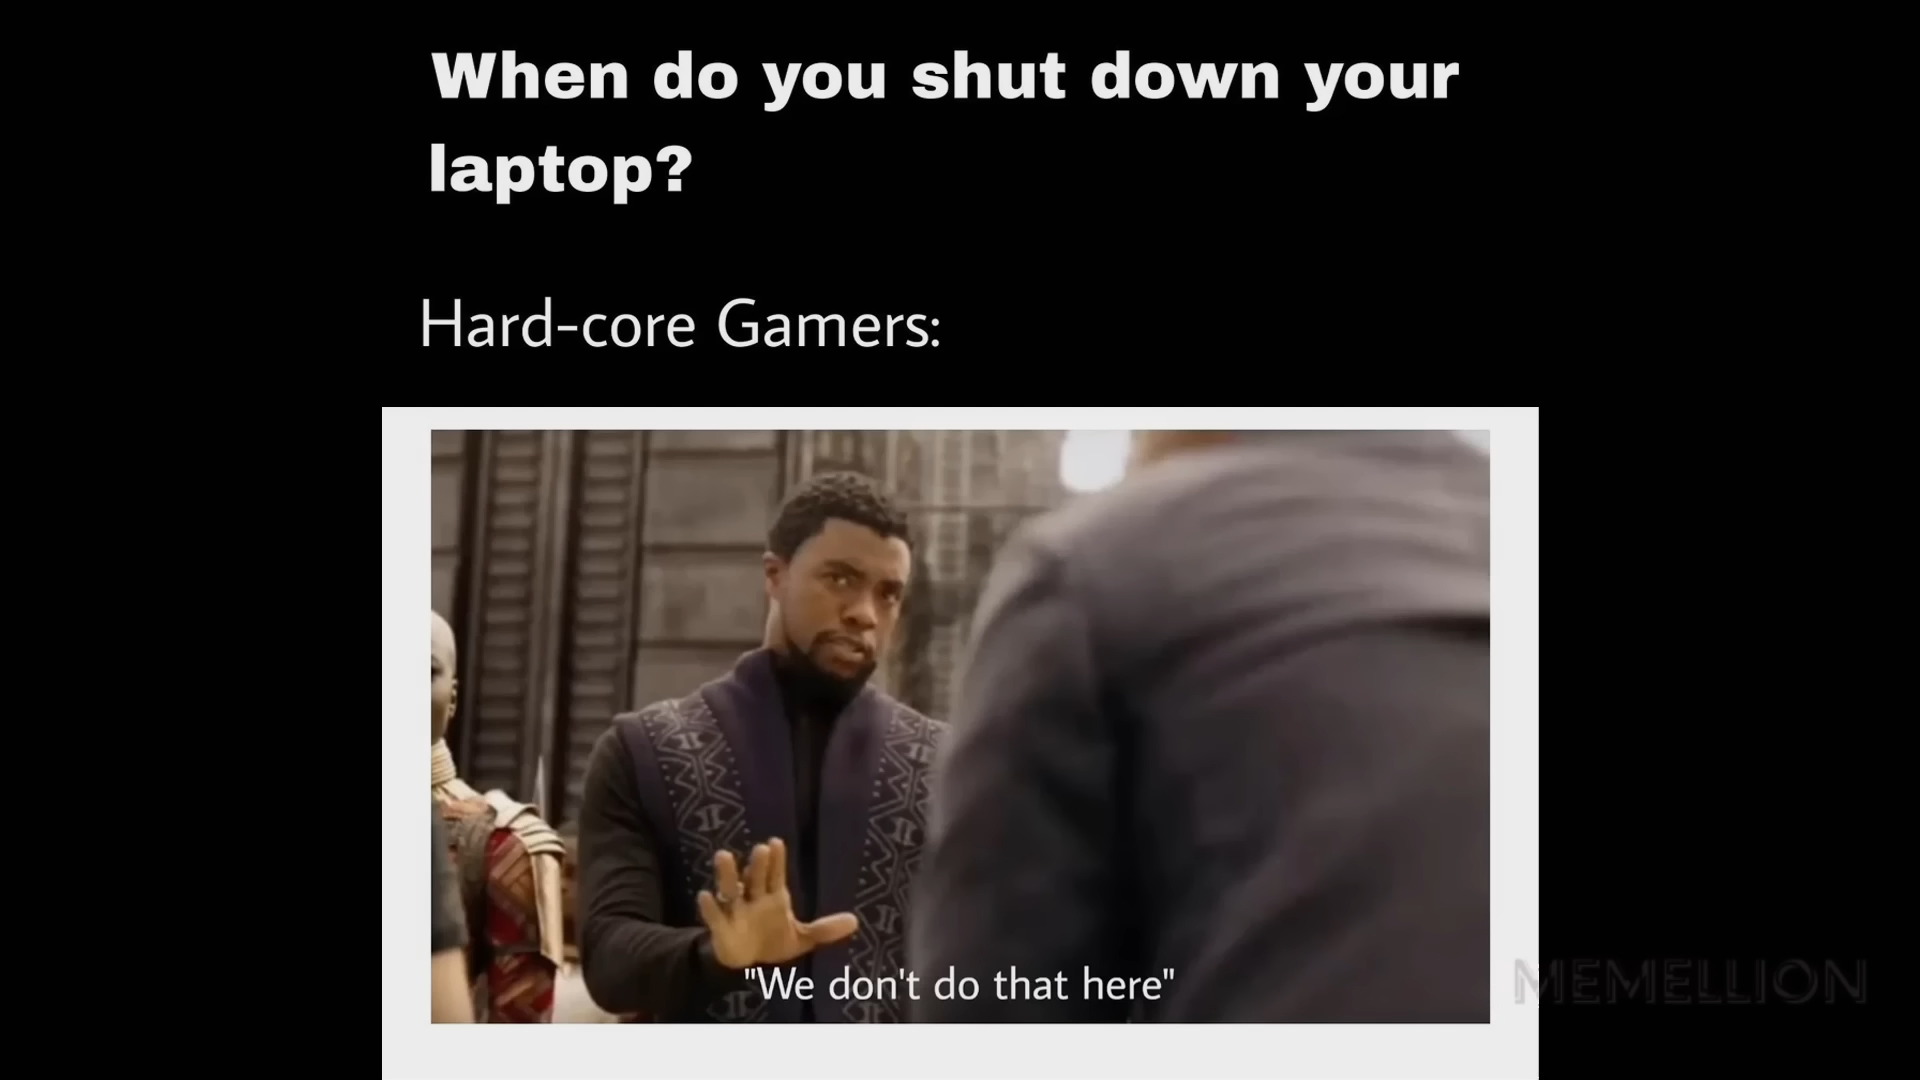 When do you shut down your
laptop?
Hard-core Gamers:
"We don't do that here"
MEMELLION